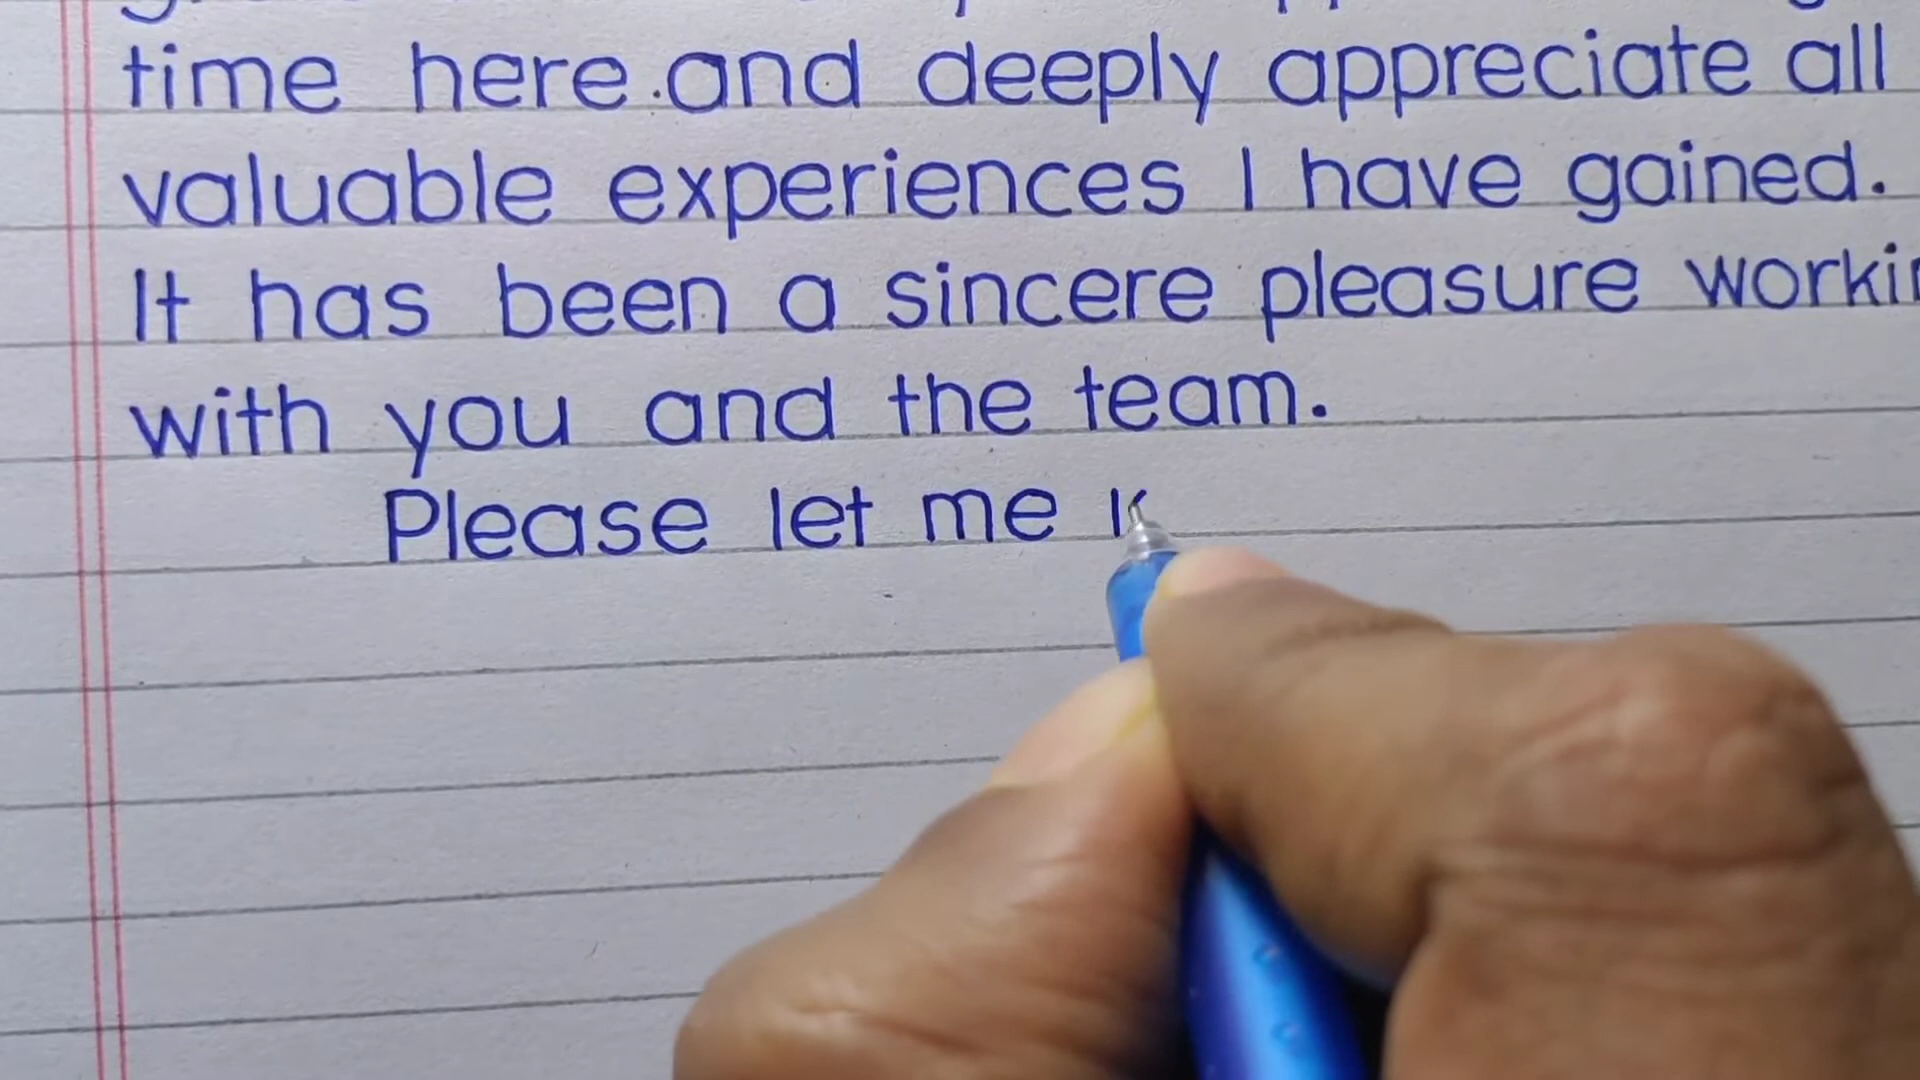 time here and deeply appreciate all
valuable experiences I have gained.
It has been a sincere pleasure
with you and the team.
Please let me